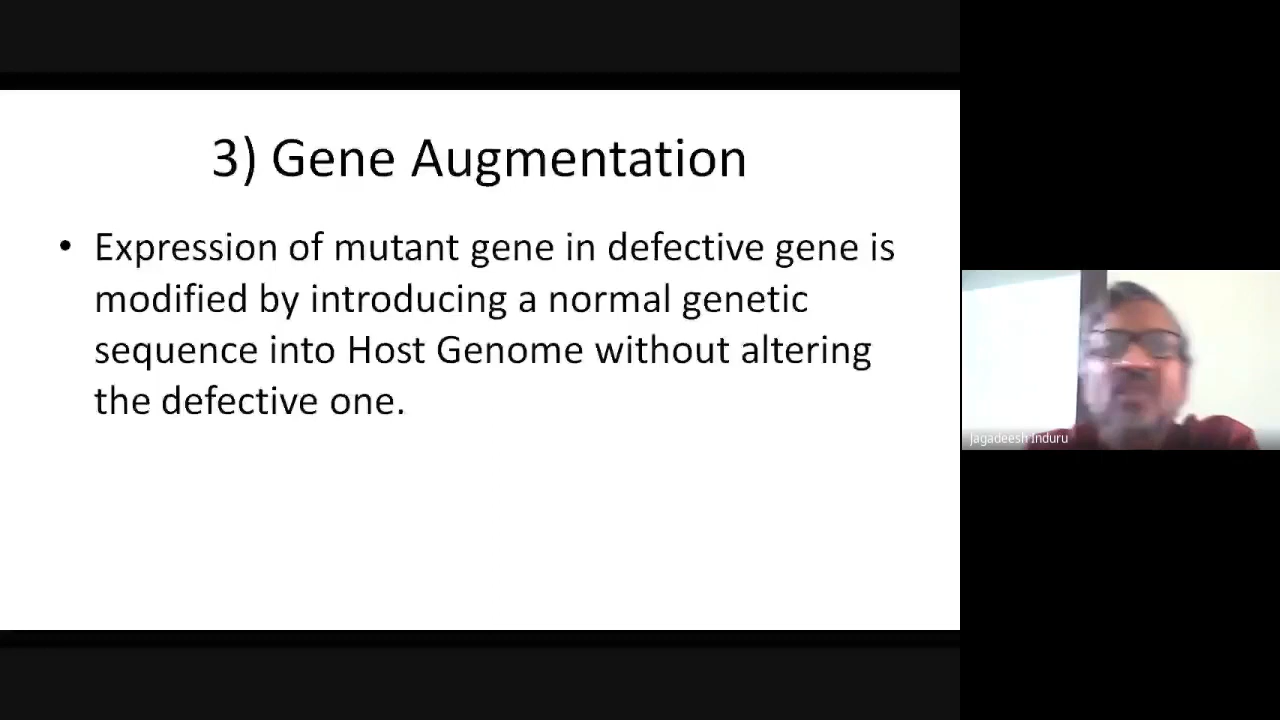 3) Gene Augmentation
• Expression of mutant gene in defective gene is
modified by introducing a normal genetic
sequence into Host Genome without altering
the defective one.
Jagadeesh Induru